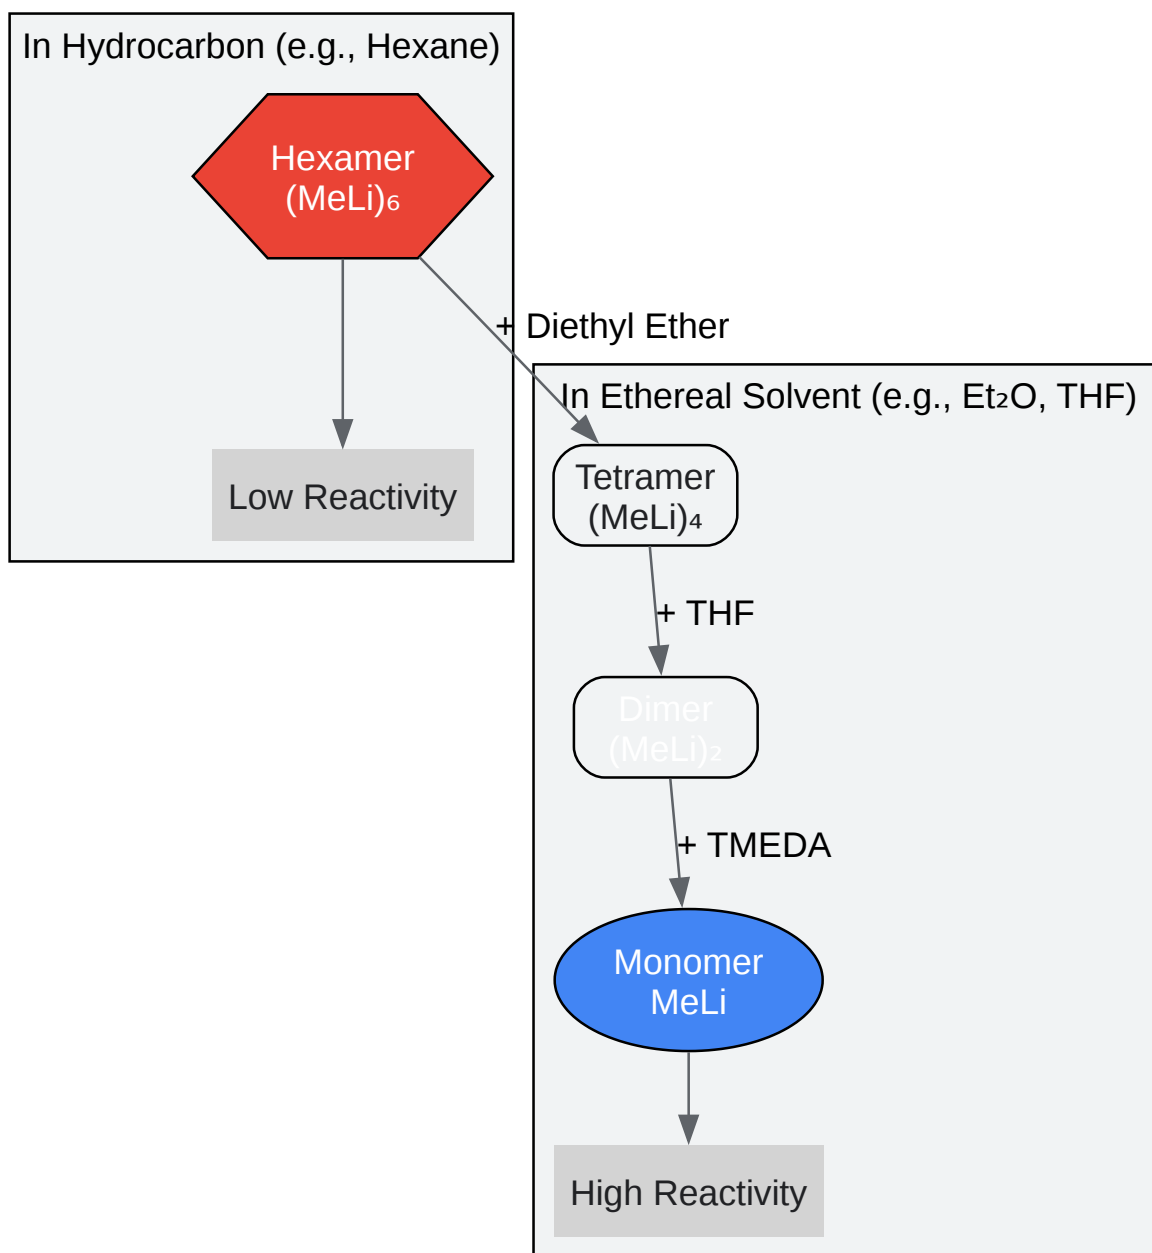 In Hydrocarbon (e.g., Hexane)
Hexamer
(MeLi)₆
+ Diethyl Ether
In Ethereal Solvent (e.g., Et₂O, THF)
Low Reactivity
Tetramer
(MeLi)₄
+ THF
Dimer
(MeLi)₂
+ TMEDA
Monomer
MeLi
High Reactivity